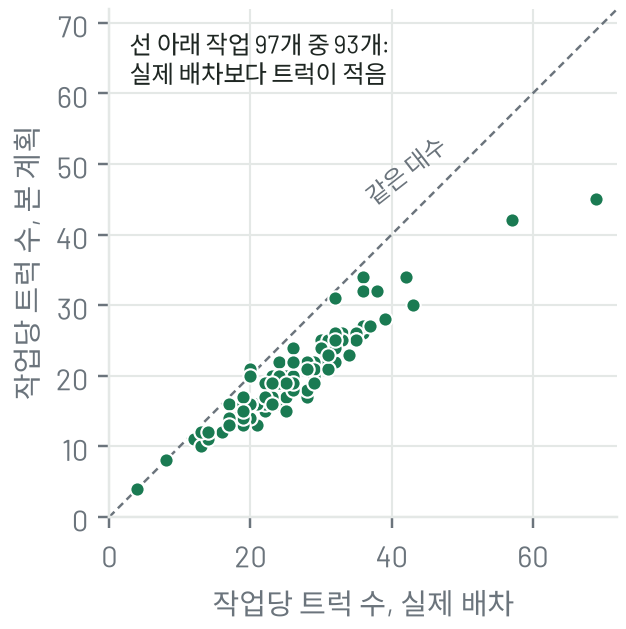 선 아래 작업 97개 중 93개:
실제 배차보다 트럭이 적음
같은 대수
작업당 트럭 수, 본 계획
70
60
50
40
30
20
10
0
0 20 40 60
작업당 트럭 수, 실제 배차